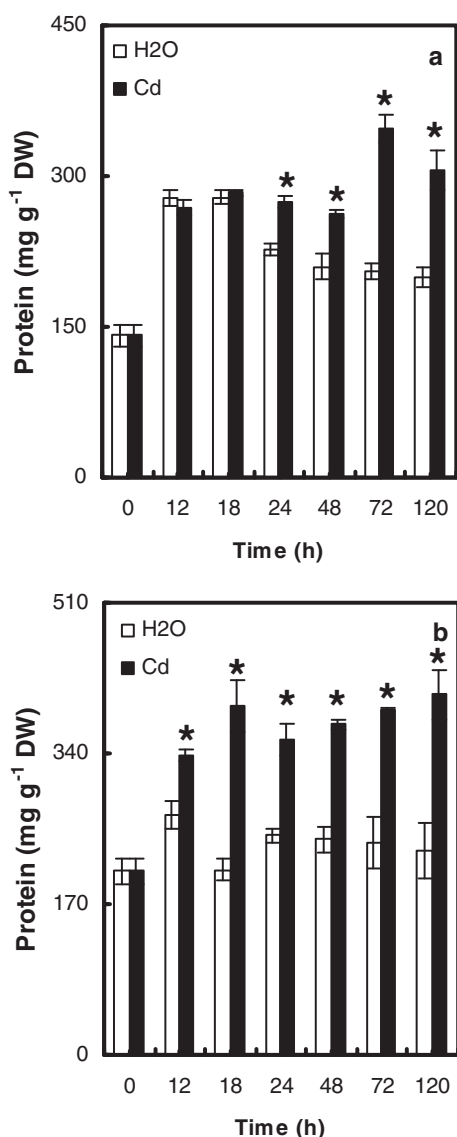 450
H2O
a
Cd
*
*
300
*
*
Protein (mg g⁻¹ DW)
150
0
0 12 18 24 48 72 120
Time (h)
510
H2O
b
Cd
*
*
*
*
*
*
340
Protein (mg g⁻¹ DW)
170
0
0 12 18 24 48 72 120
Time (h)